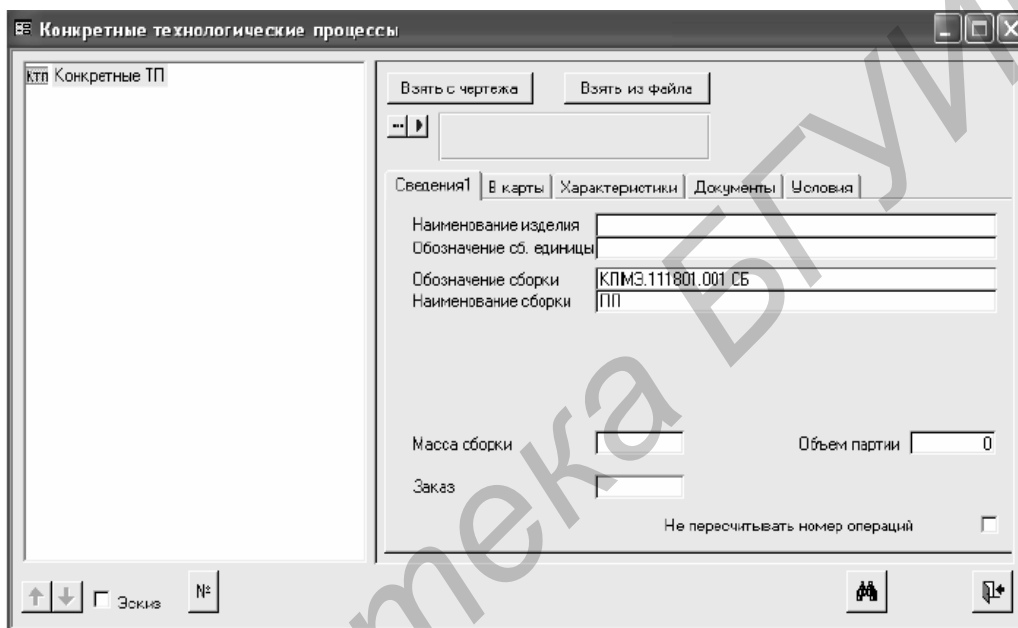 Конкретные технологические процессы
КТП Конкретные ТП
Взять с чертежа Взять из файла
...
Сведения1 В карты Характеристики Документы Условия
Наименование изделия
Обозначение сб. единицы
Обозначение сборки КПМЭ.111801.001 СБ
Наименование сборки ПП
Масса сборки Объем партии 0
Заказ
Не пересчитывать номер операций
Эскиз №